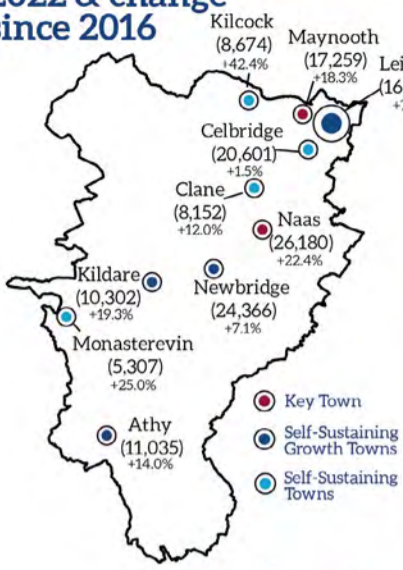 2022 & change
since 2016
Kilcock
(8,674)
+42.4%
Maynooth
(17,259)
+18.3%
Celbridge
(20,601)
+1.5%
Clane
(8,152)
+12.0%
Naas
(26,180)
+22.4%
Kildare
(10,302)
+19.3%
Newbridge
(24,366)
+7.1%
Monasterevin
(5,307)
+25.0%
Athy
(11,035)
+14.0%
Key Town
Self-Sustaining
Growth Towns
Self-Sustaining
Towns